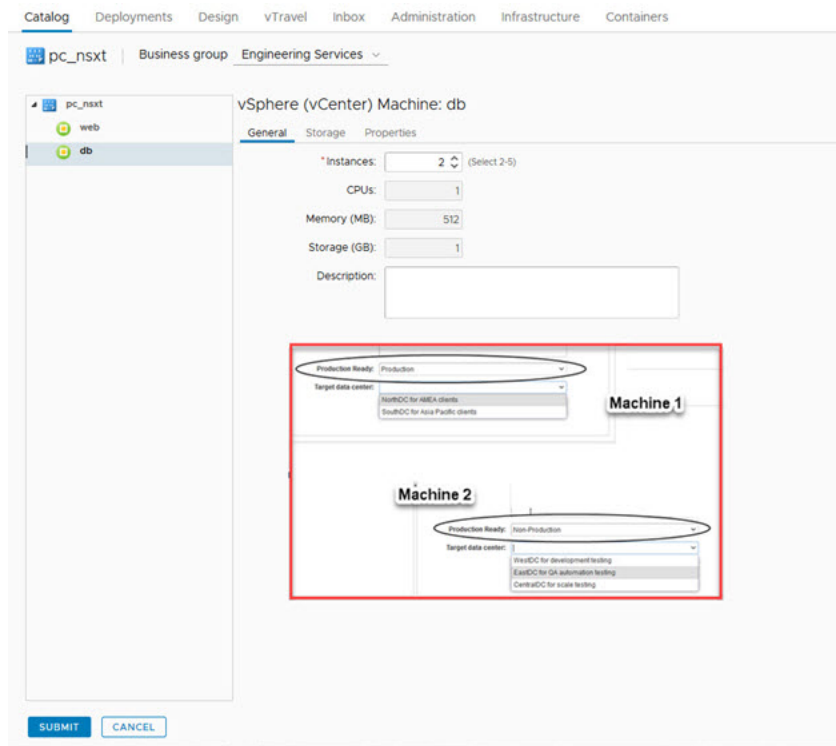 Catalog Deployments Design vTravel Inbox Administration Infrastructure Containers
pc_nsxt Business group Engineering Services
pc_nsxt
web
db
vSphere (vCenter) Machine: db
General Storage Properties
* Instances: 2 (Select 2-5)
CPUs: 1
Memory (MB): 512
Storage (GB): 1
Description:
Production Ready: Production
Target data center:
NorthDC for AMEA clients
SouthDC for Asia Pacific clients
Machine 1
Machine 2
Production Ready: Non-Production
Target data center:
WestDC for development testing
EastDC for QA automation testing
CentralDC for scale testing
SUBMIT CANCEL